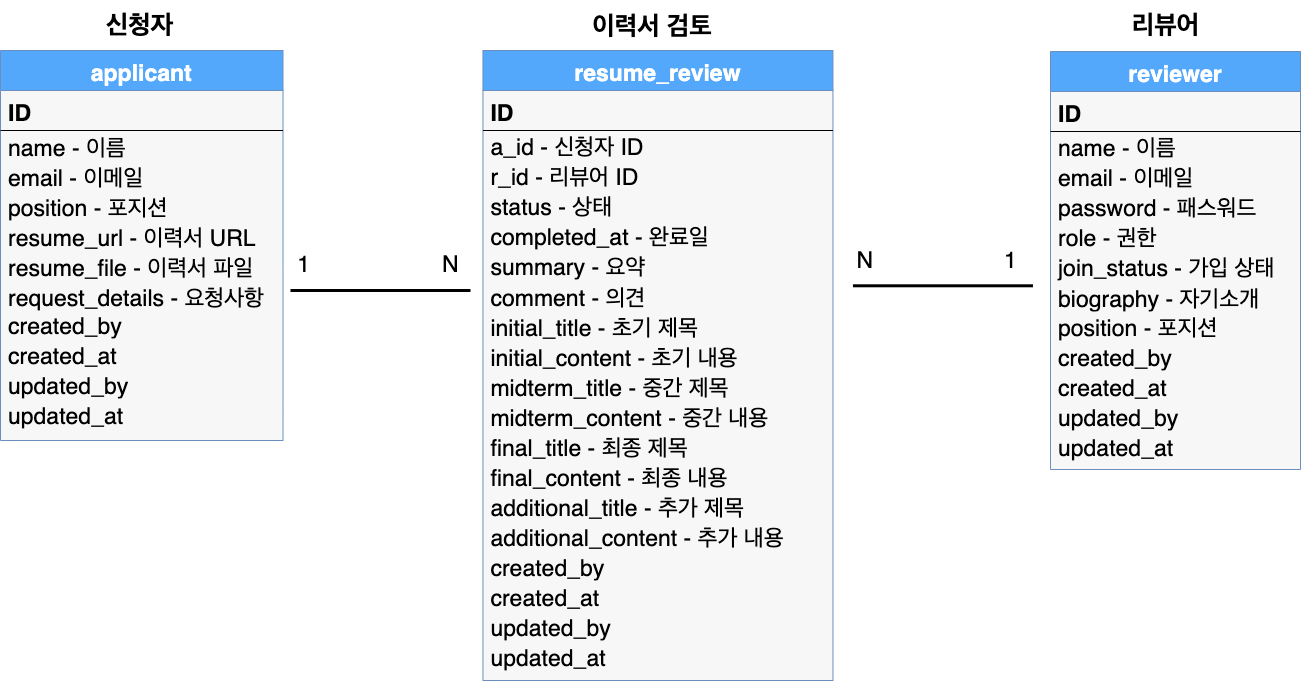 신청자
applicant
ID
name - 이름
email - 이메일
position - 포지션
resume_url - 이력서 URL
resume_file - 이력서 파일
request_details - 요청사항
created_by
created_at
updated_by
updated_at
1
N
이력서 검토
resume_review
ID
a_id - 신청자 ID
r_id - 리뷰어 ID
status - 상태
completed_at - 완료일
summary - 요약
comment - 의견
initial_title - 초기 제목
initial_content - 초기 내용
midterm_title - 중간 제목
midterm_content - 중간 내용
final_title - 최종 제목
final_content - 최종 내용
additional_title - 추가 제목
additional_content - 추가 내용
created_by
created_at
updated_by
updated_at
N
1
리뷰어
reviewer
ID
name - 이름
email - 이메일
password - 패스워드
role - 권한
join_status - 가입 상태
biography - 자기소개
position - 포지션
created_by
created_at
updated_by
updated_at